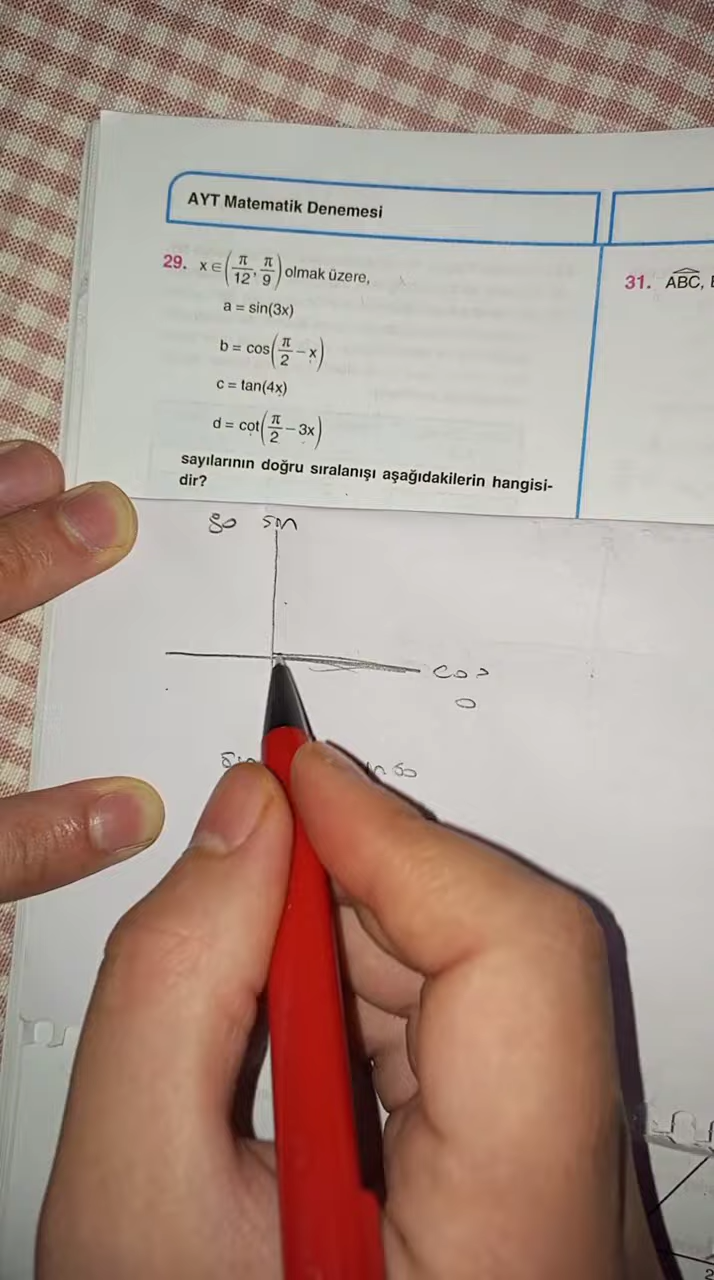 AYT Matematik Denemesi
29. x ∈ (π/12, π/9) olmak üzere,
a = sin(3x)
b = cos(π/2 − x)
c = tan(4x)
d = cot(π/2 − 3x)
sayılarının doğru sıralanışı aşağıdakilerin hangisi-
dir?
31. ABC,
sin
cos
0